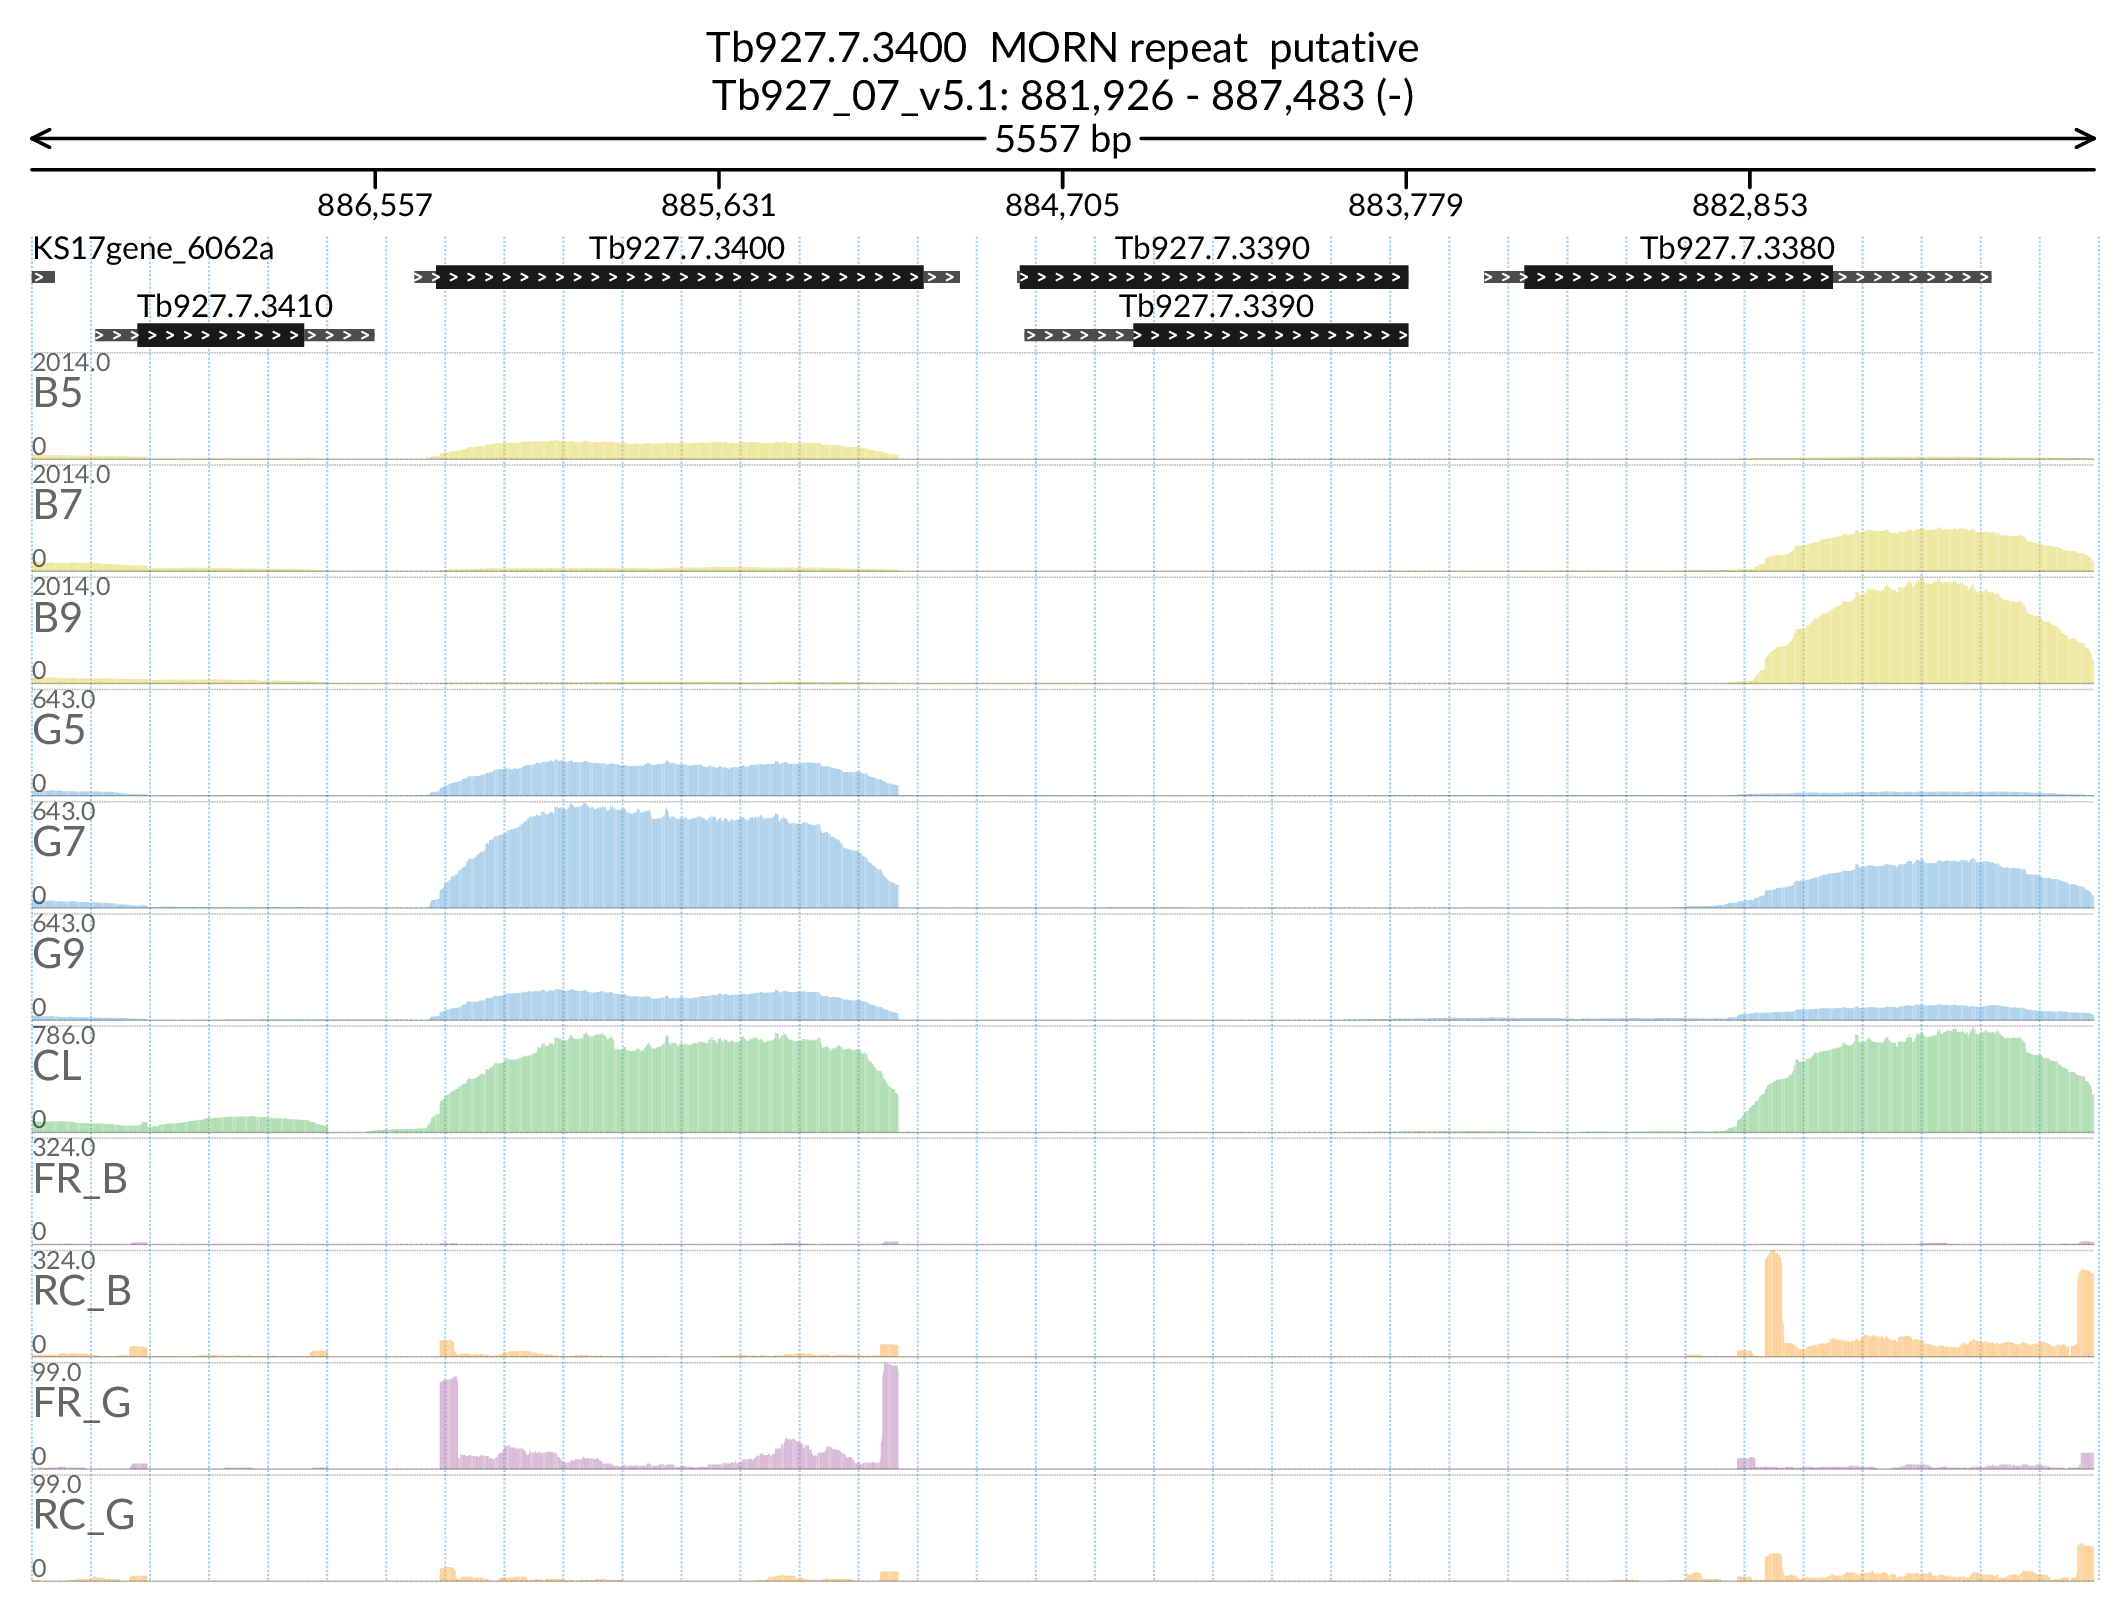 Tb927.7.3400  MORN repeat  putative
Tb927_07_v5.1: 881,926 - 887,483 (-)
5557 bp
886,557 885,631 884,705 883,779 882,853
KS17gene_6062a Tb927.7.3400 Tb927.7.3390 Tb927.7.3380
Tb927.7.3410 Tb927.7.3390
2014.0
B5
0
2014.0
B7
0
2014.0
B9
0
643.0
G5
0
643.0
G7
0
643.0
G9
0
786.0
CL
0
324.0
FR_B
0
324.0
RC_B
0
99.0
FR_G
0
99.0
RC_G
0